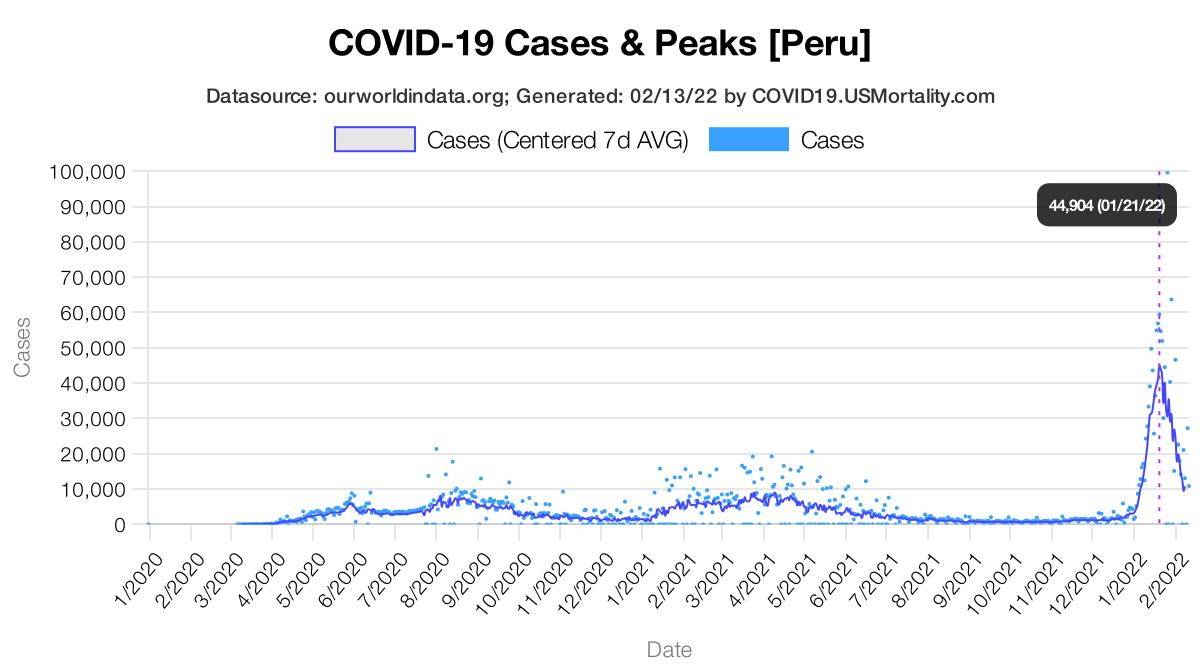 COVID-19 Cases & Peaks [Peru]
Datasource: ourworldindata.org; Generated: 02/13/22 by COVID19.USMortality.com
Cases (Centered 7d AVG) Cases
100,000
90,000
80,000
70,000
60,000
50,000
40,000
30,000
20,000
10,000
0
Cases
44,904 (01/21/22)
1/2020 2/2020 3/2020 4/2020 5/2020 6/2020 7/2020 8/2020 9/2020 10/2020 11/2020 12/2020 1/2021 2/2021 3/2021 4/2021 5/2021 6/2021 7/2021 8/2021 9/2021 10/2021 11/2021 12/2021 1/2022 2/2022
Date